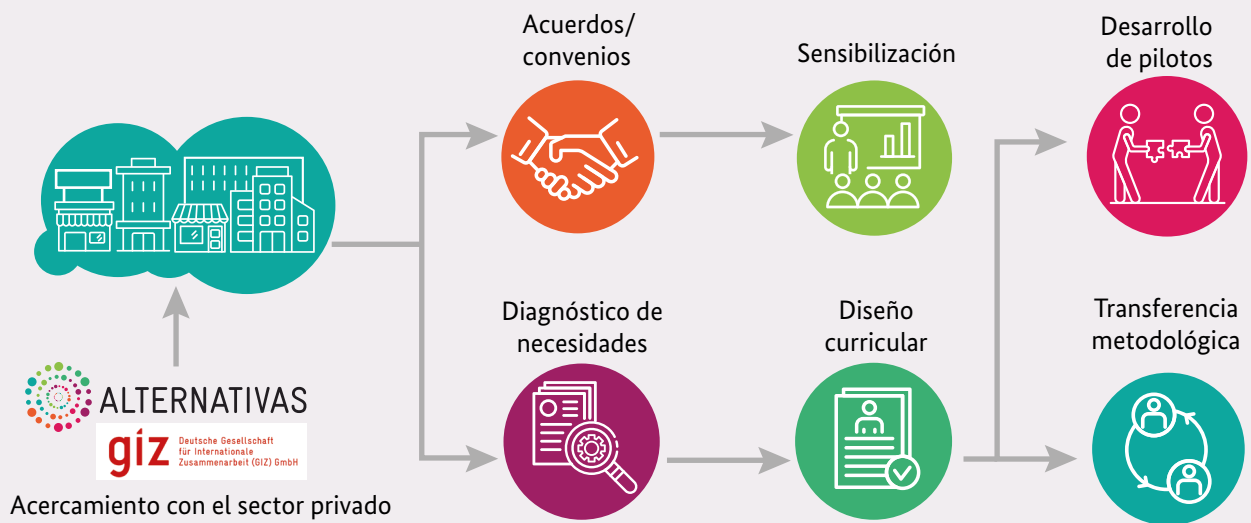 Acuerdos/
convenios
Sensibilización
Desarrollo
de pilotos
Diagnóstico de
necesidades
Diseño
curricular
Transferencia
metodológica
ALTERNATIVAS
giz
Deutsche Gesellschaft
für Internationale
Zusammenarbeit (GIZ) GmbH
Acercamiento con el sector privado